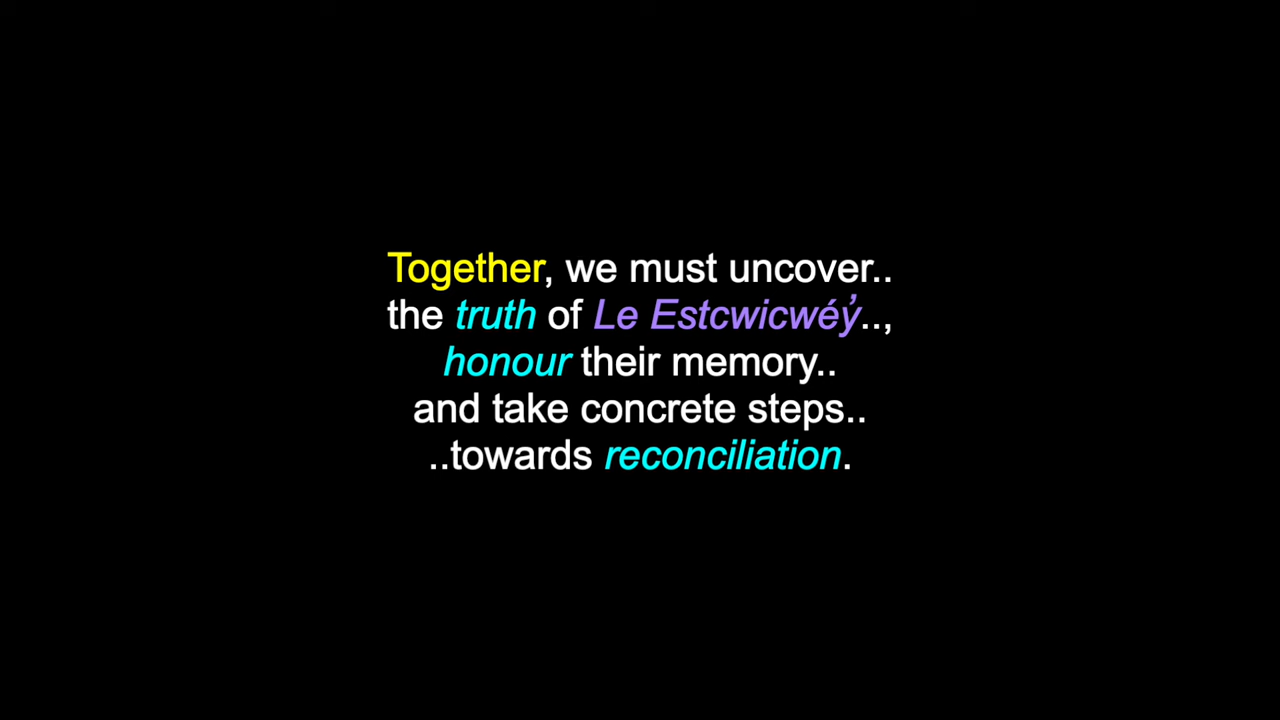 Together, we must uncover..
the truth of Le Estcwicwéy̓..,
honour their memory..
and take concrete steps..
..towards reconciliation.